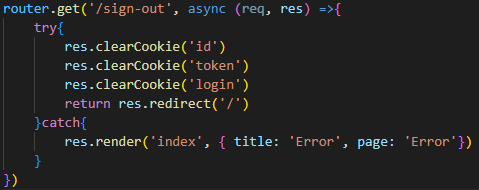 router.get('/sign-out', async (req, res) =>{
    try{
        res.clearCookie('id')
        res.clearCookie('token')
        res.clearCookie('login')
        return res.redirect('/')
    }catch{
        res.render('index', { title: 'Error', page: 'Error'})
    }
})